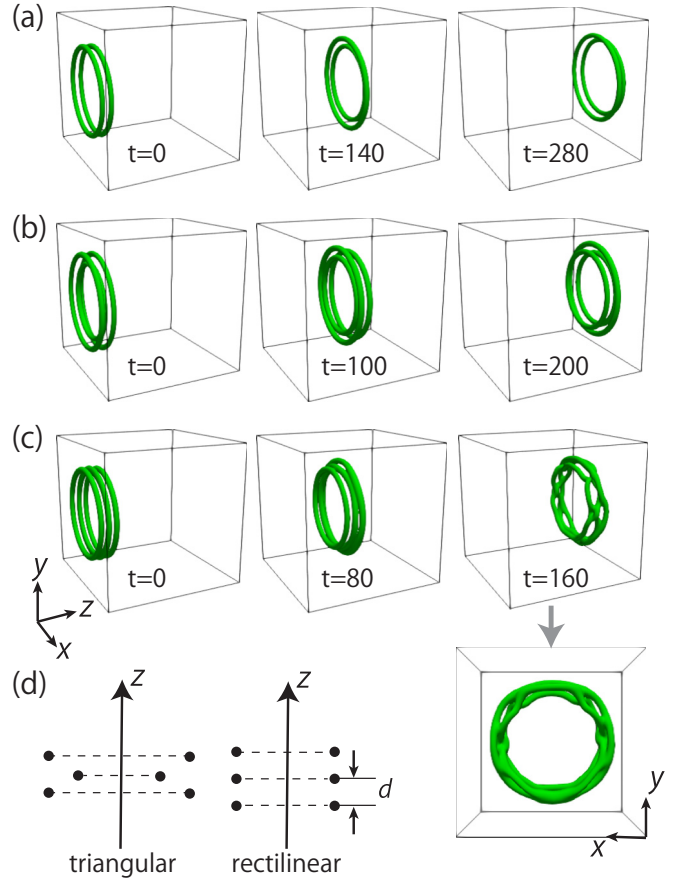 (a)
t=0
t=140
t=280
(b)
t=0
t=100
t=200
(c)
t=0
t=80
t=160
y
z
x
(d)
z
z
d
triangular
rectilinear
y
x